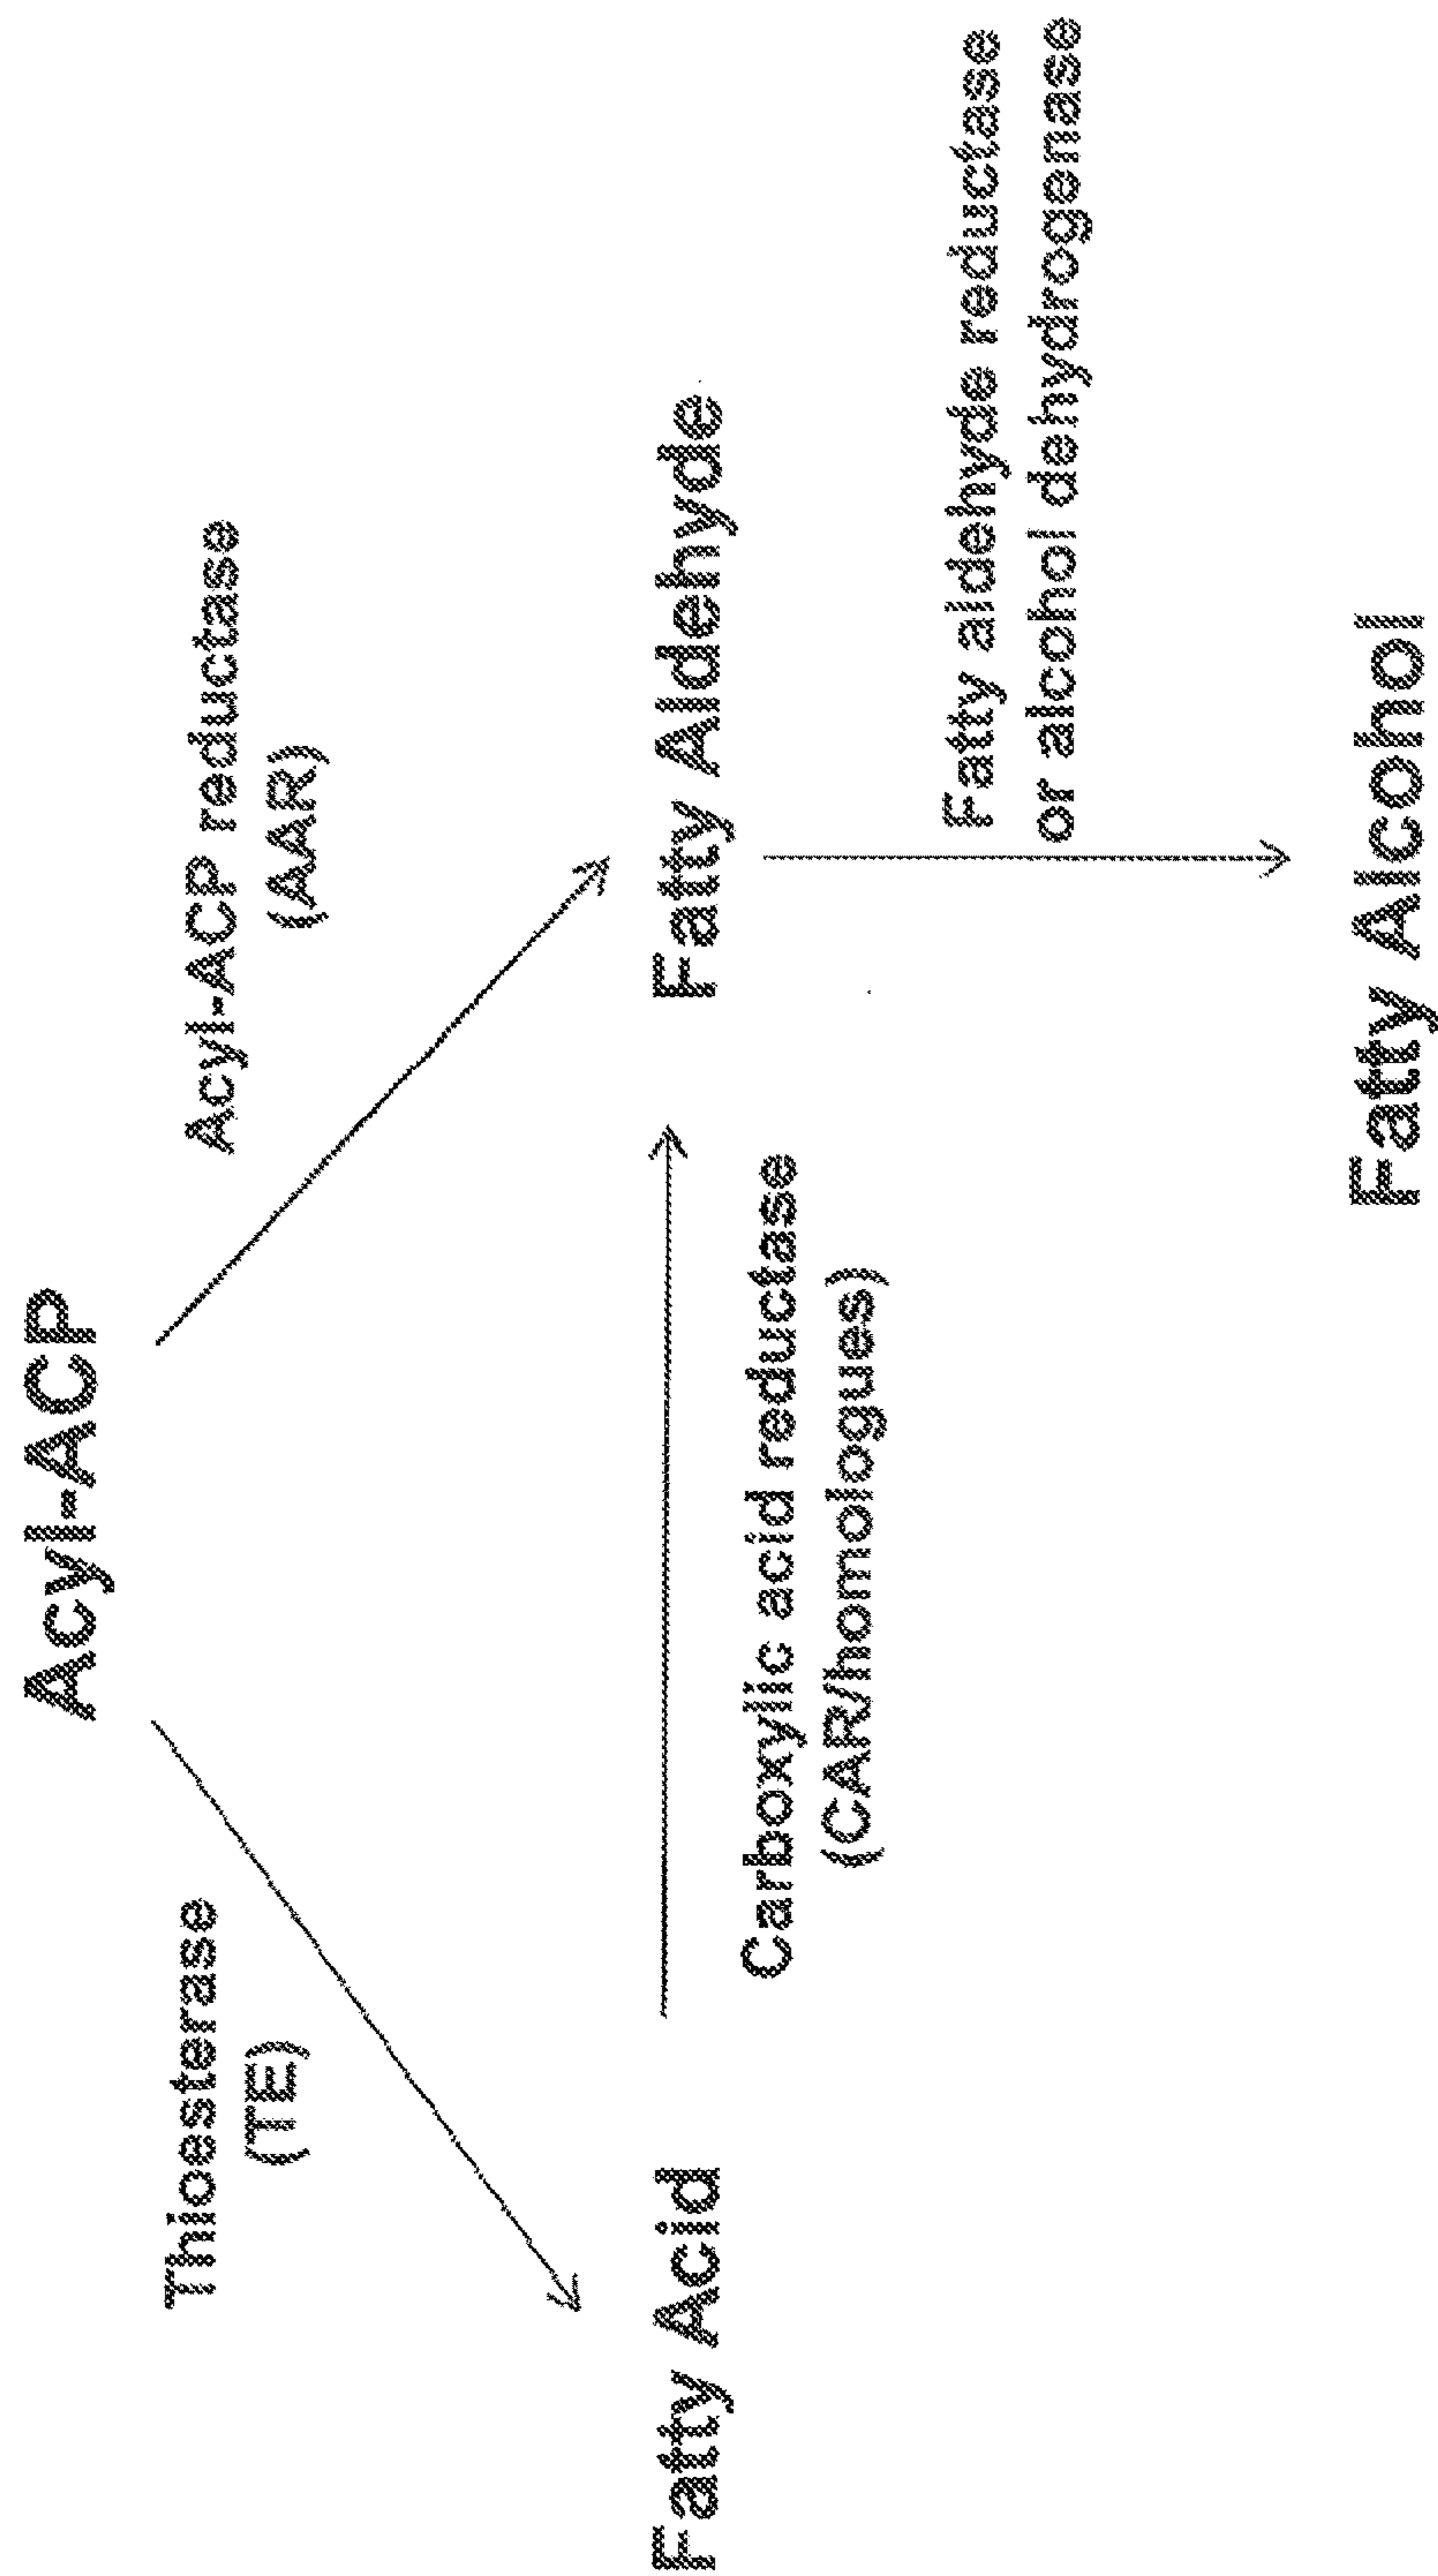 Acyl-ACP
Thioesterase
(TE)
Acyl-ACP reductase
(AAR)
Fatty Acid
Fatty Aldehyde
Carboxylic acid reductase
(CAR/homologues)
Fatty aldehyde reductase
or alcohol dehydrogenase
Fatty Alcohol